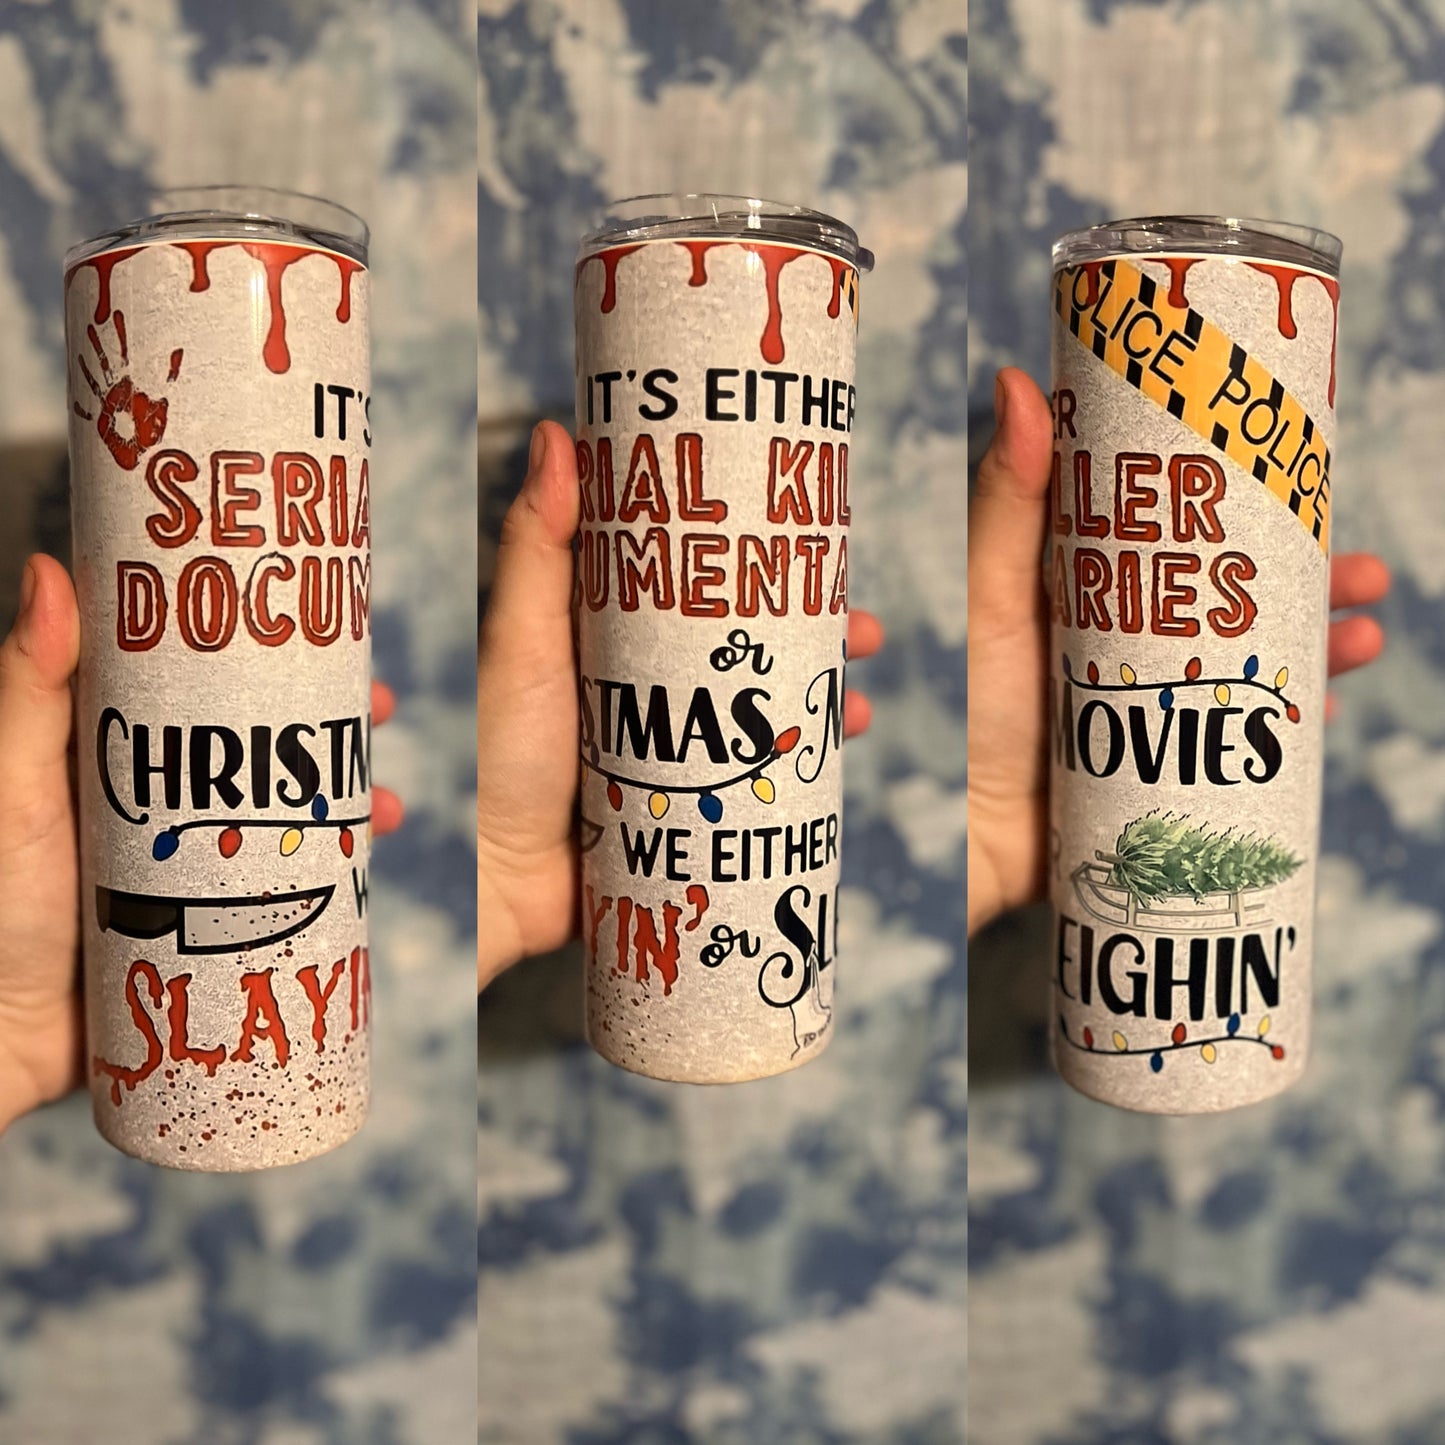 IT'S
SERIA
DOCUM
CHRISTM
W
SLAYIN
IT'S EITHER
RIAL KIL
CUMENTA
or
STMAS M
WE EITHER
YIN' or SLE
POLICE POLICE
ER
LLER
ARIES
MOVIES
R
EIGHIN'